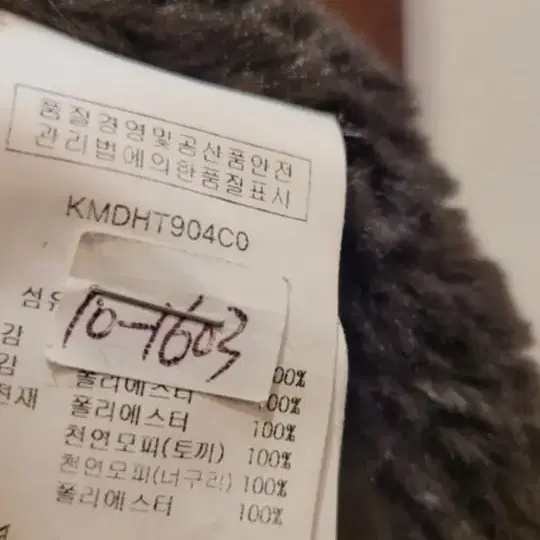 품질경영및공산품안전
관리법에의한품질표시
KMDHT904C0
섬유
10-1603
감 00%
감 폴리에스터 100%
전재 폴리에스터 100%
천연모피(토끼) 100%
천연모피(너구리) 100%
폴리에스터 100%